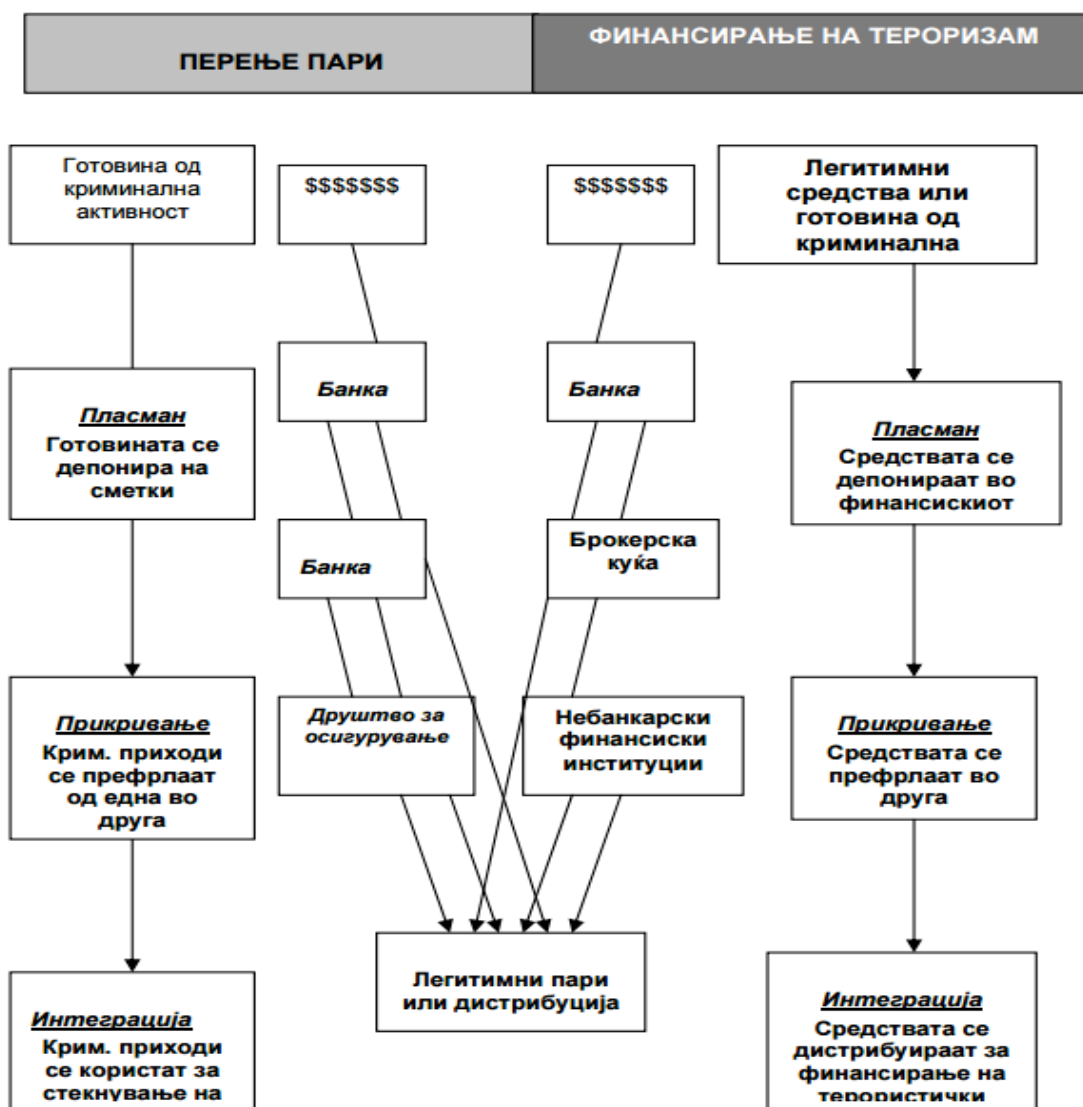 ПЕРЕЊЕ ПАРИ
ФИНАНСИРАЊЕ НА ТЕРОРИЗАМ
Готовина од
криминална
активност
$$$$$$$
$$$$$$$
Легитимни
средства или
готовина од
криминална
Банка
Банка
Пласман
Готовината се
депонира на
сметки
Пласман
Средствата се
депонираат во
финансискиот
Банка
Брокерска
куќа
Прикривање
Крим. приходи
се префрлаат
од една во
друга
Друштво за
осигурување
Небанкарски
финансиски
институции
Прикривање
Средствата се
префрлаат во
друга
Легитимни пари
или дистрибуција
Интеграција
Крим. приходи
се користат за
стекнување на
Интеграција
Средствата се
дистрибуираат за
финансирање на
терористички